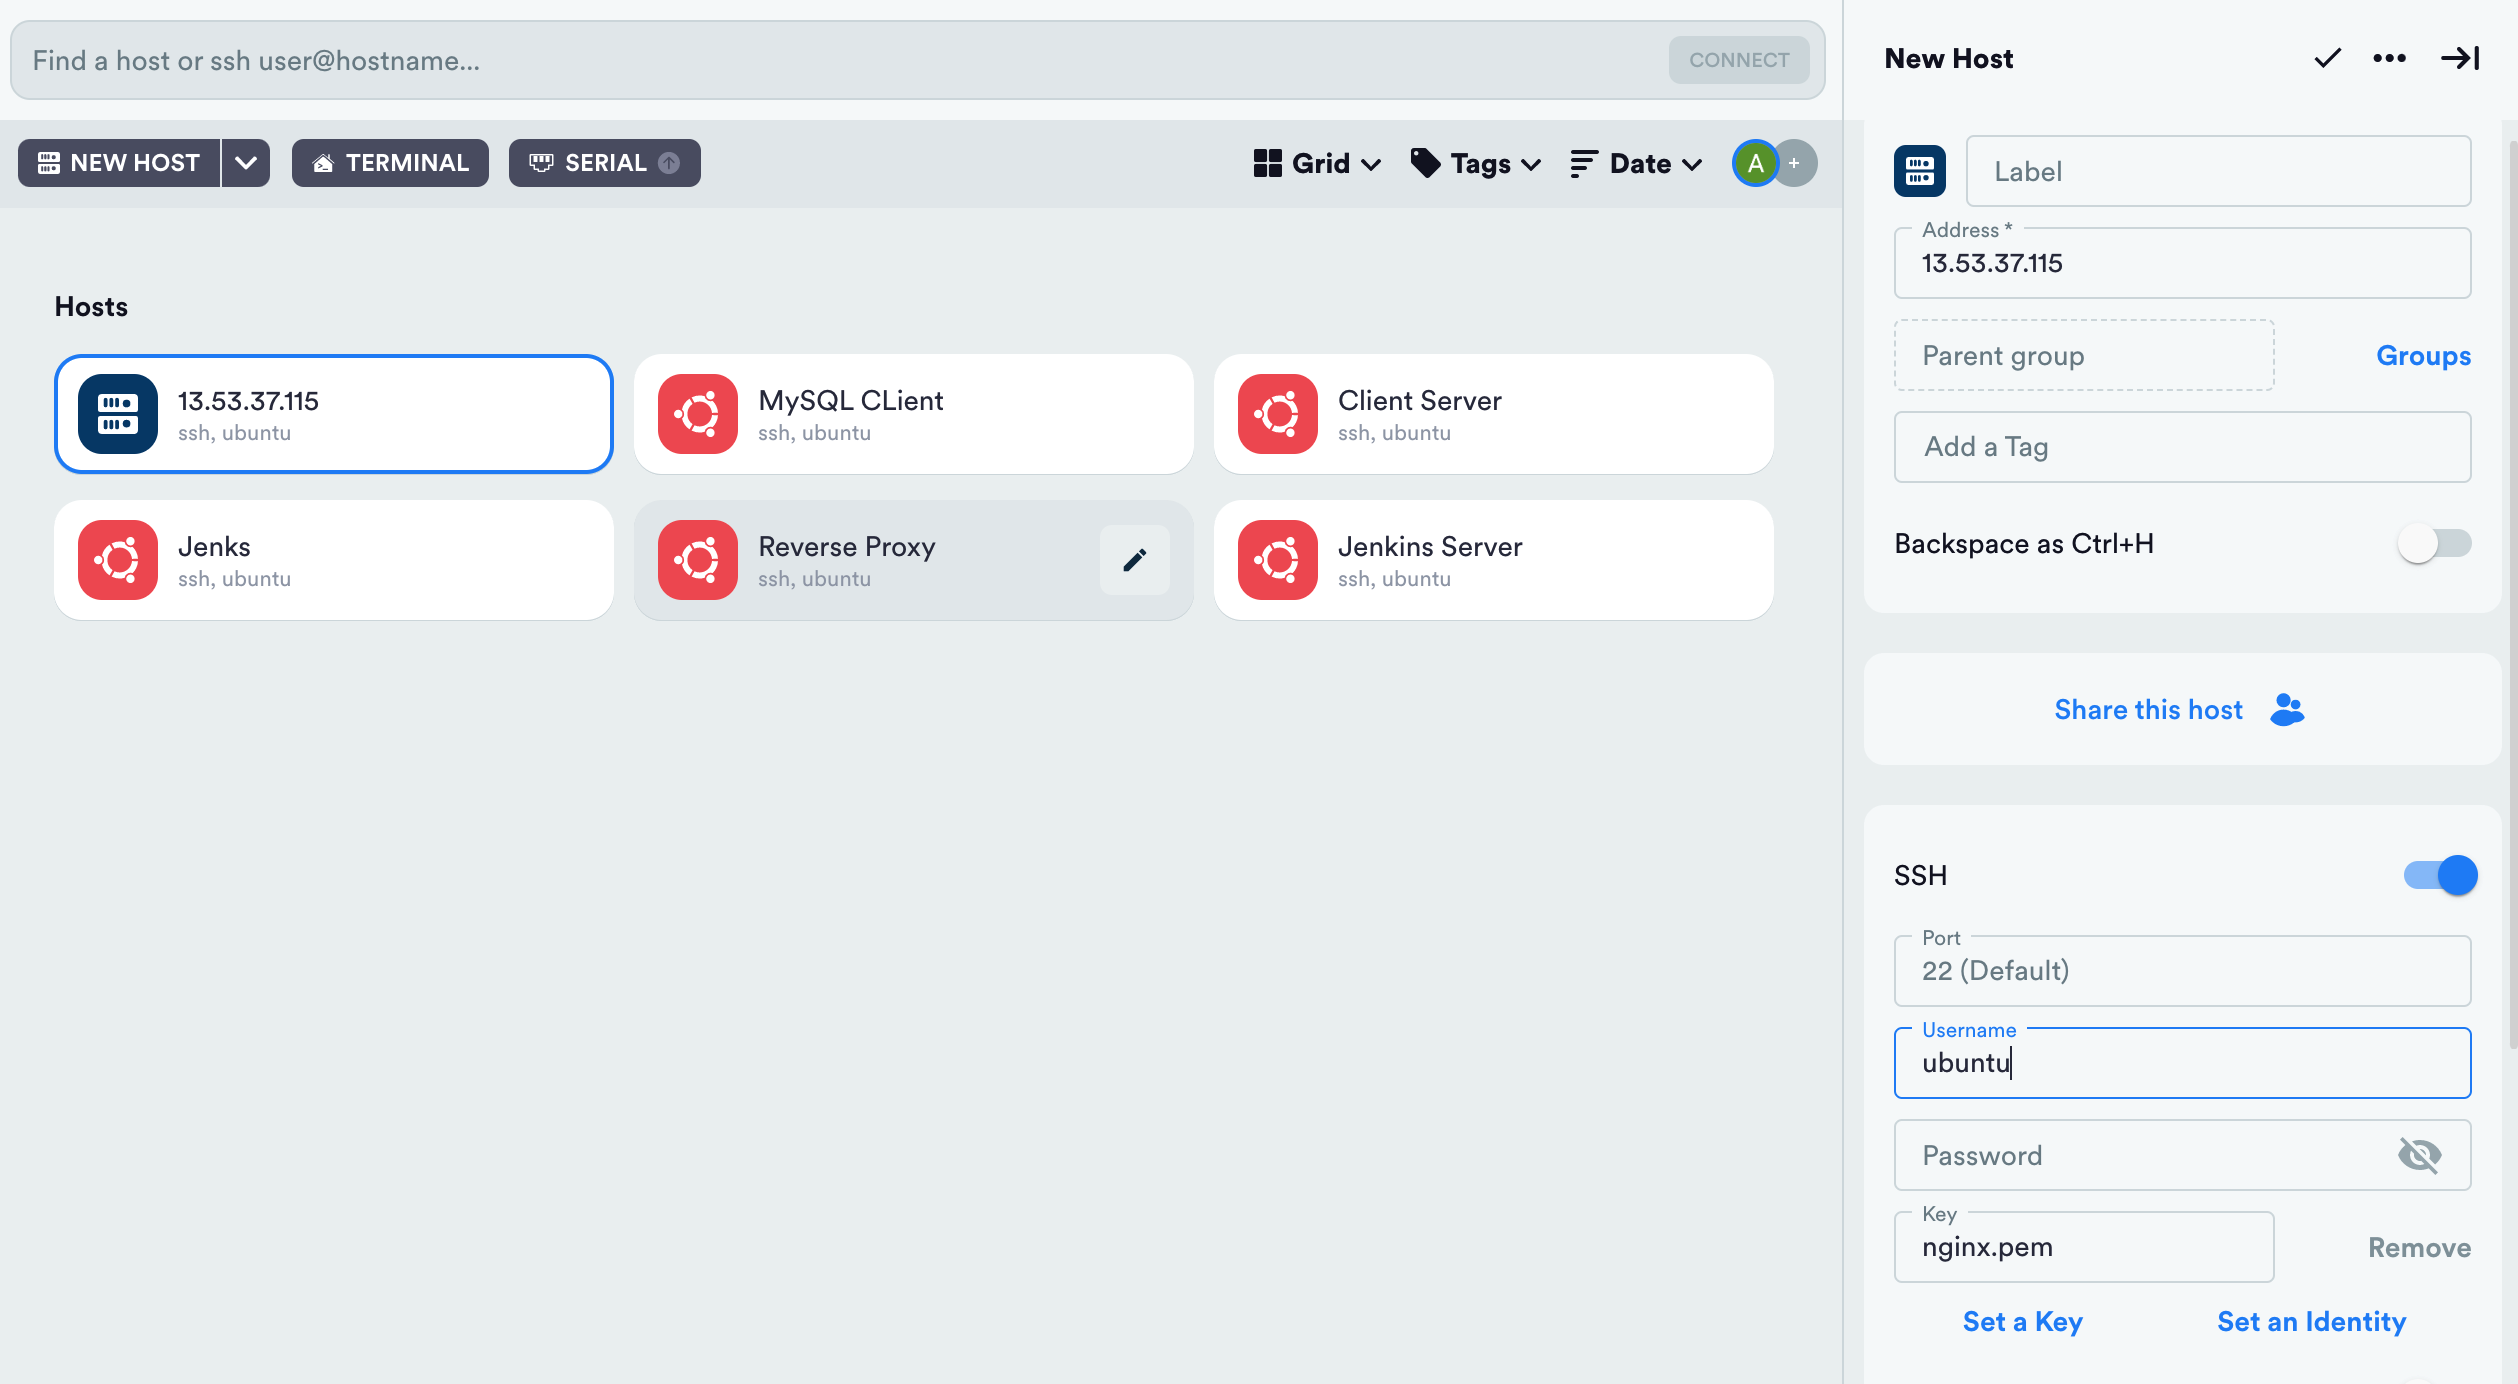 Find a host or ssh user@hostname...
CONNECT
NEW HOST
TERMINAL
SERIAL
Grid
Tags
Date
A
+
Hosts
13.53.37.115
ssh, ubuntu
MySQL CLient
ssh, ubuntu
Client Server
ssh, ubuntu
Jenks
ssh, ubuntu
Reverse Proxy
ssh, ubuntu
Jenkins Server
ssh, ubuntu
New Host
Label
Address *
13.53.37.115
Parent group
Groups
Add a Tag
Backspace as Ctrl+H
Share this host
SSH
Port
22 (Default)
Username
ubuntu
Password
Key
nginx.pem
Remove
Set a Key
Set an Identity